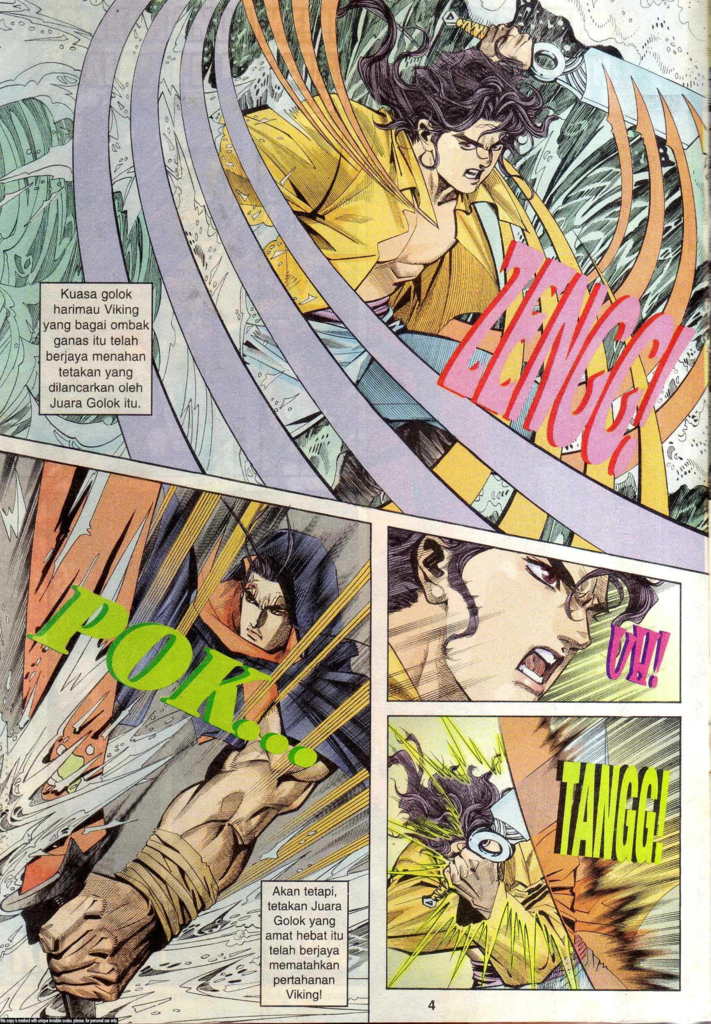 ZENGG!
Kuasa golok
harimau Viking
yang bagai ombak
ganas itu telah
berjaya menahan
tetakan yang
dilancarkan oleh
Juara Golok itu.
POK...
UH!
TANGG!
Akan tetapi,
tetakan Juara
Golok yang
amat hebat itu
telah berjaya
mematahkan
pertahanan
Viking!
4